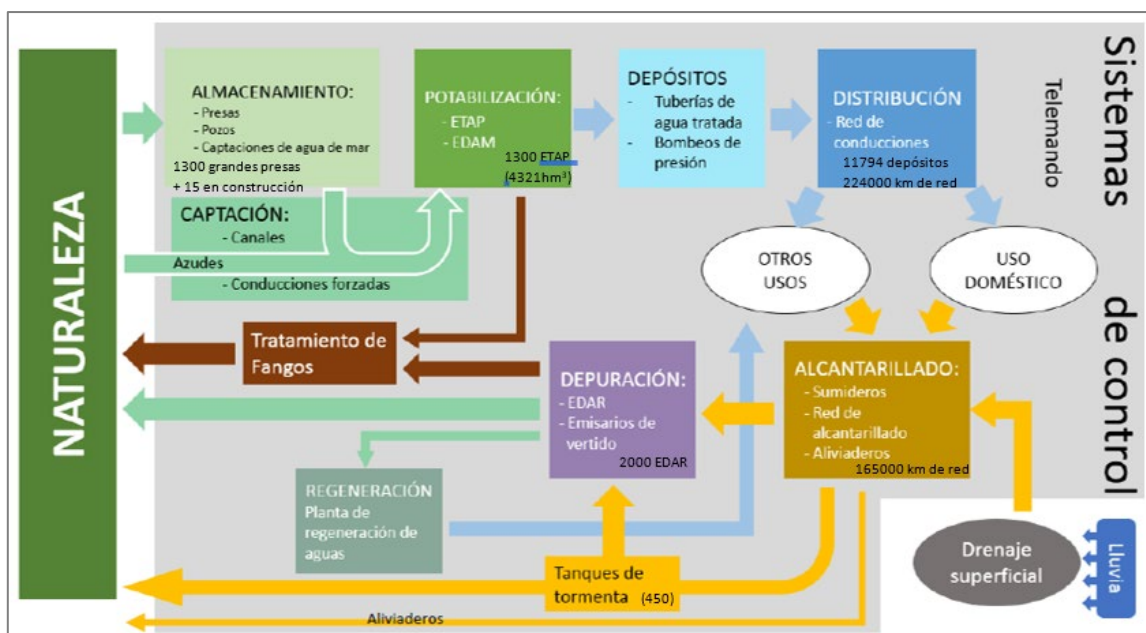 NATURALEZA
ALMACENAMIENTO:
- Presas
- Pozos
- Captaciones de agua de mar
1300 grandes presas
+ 15 en construcción
CAPTACIÓN:
- Canales
Azudes
- Conducciones forzadas
POTABILIZACIÓN:
- ETAP
- EDAM
1300 ETAP
(4321hm³)
DEPÓSITOS
- Tuberías de
agua tratada
- Bombeos de
presión
DISTRIBUCIÓN
- Red de
conducciones
11794 depósitos
224000 km de red
Telemando
Sistemas
de control
OTROS
USOS
USO
DOMÉSTICO
Tratamiento de
Fangos
DEPURACIÓN:
- EDAR
- Emisarios de
vertido
2000 EDAR
ALCANTARILLADO:
- Sumideros
- Red de
alcantarillado
- Aliviaderos
165000 km de red
REGENERACIÓN
Planta de
regeneración de
aguas
Tanques de
tormenta (450)
Drenaje
superficial
Lluvia
Aliviaderos